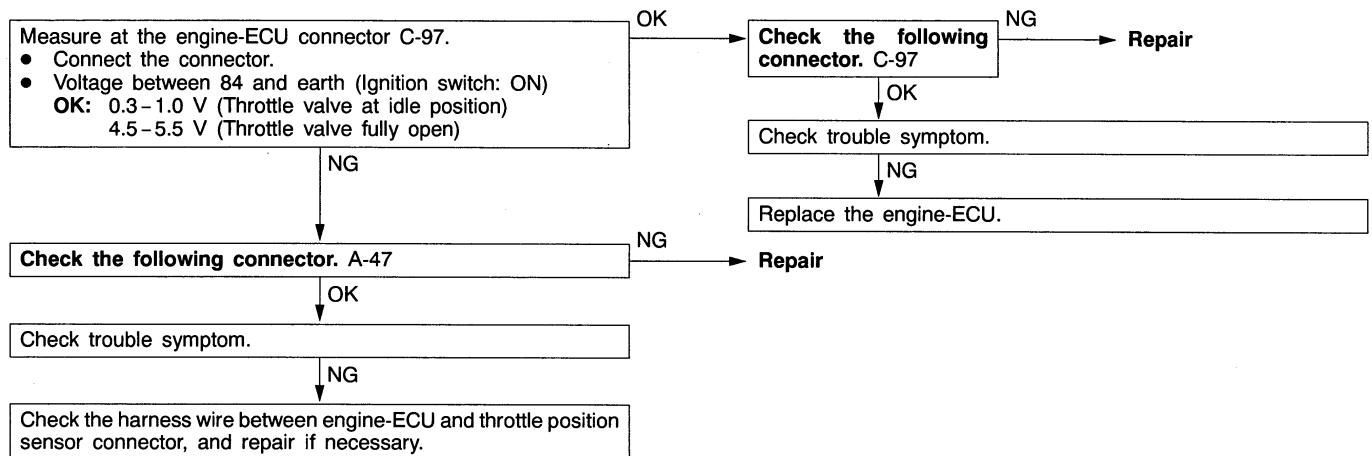 Measure at the engine-ECU connector C-97.
● Connect the connector.
● Voltage between 84 and earth (Ignition switch: ON)
OK: 0.3–1.0 V (Throttle valve at idle position)
4.5–5.5 V (Throttle valve fully open)
OK
Check the following
connector. C-97
NG
Repair
OK
Check trouble symptom.
NG
Replace the engine-ECU.
NG
Check the following connector. A-47
NG
Repair
OK
Check trouble symptom.
NG
Check the harness wire between engine-ECU and throttle position
sensor connector, and repair if necessary.